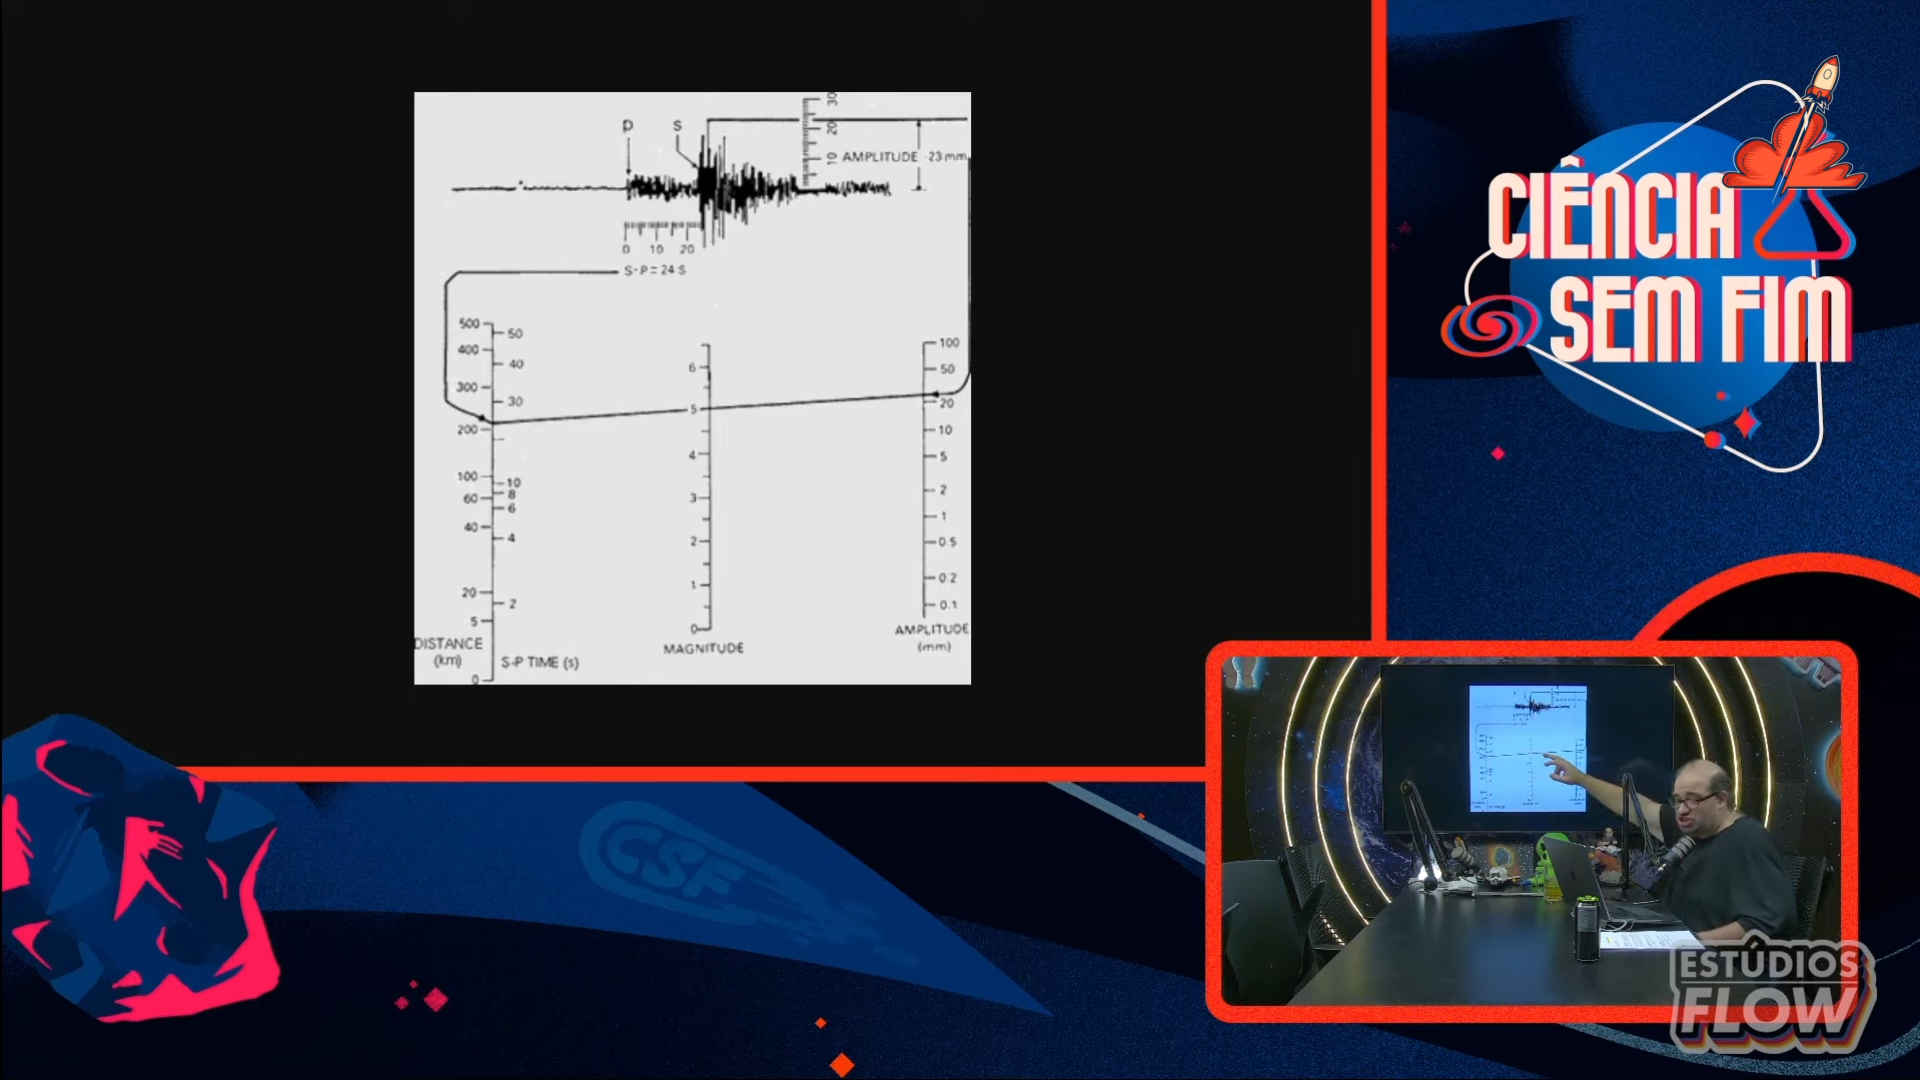 P
S
30
20
10
AMPLITUDE 23 mm
0 10 20
S-P = 24 S
500
400
300
200
100
60
40
20
5
0
50
40
30
10
8
6
4
2
6
5
4
3
2
1
0
100
50
20
10
5
2
1
0.5
0.2
0.1
DISTANCE
(km)
S-P TIME (s)
MAGNITUDE
AMPLITUDE
(mm)
CIÊNCIA
SEM FIM
CSF
ESTÚDIOS
FLOW